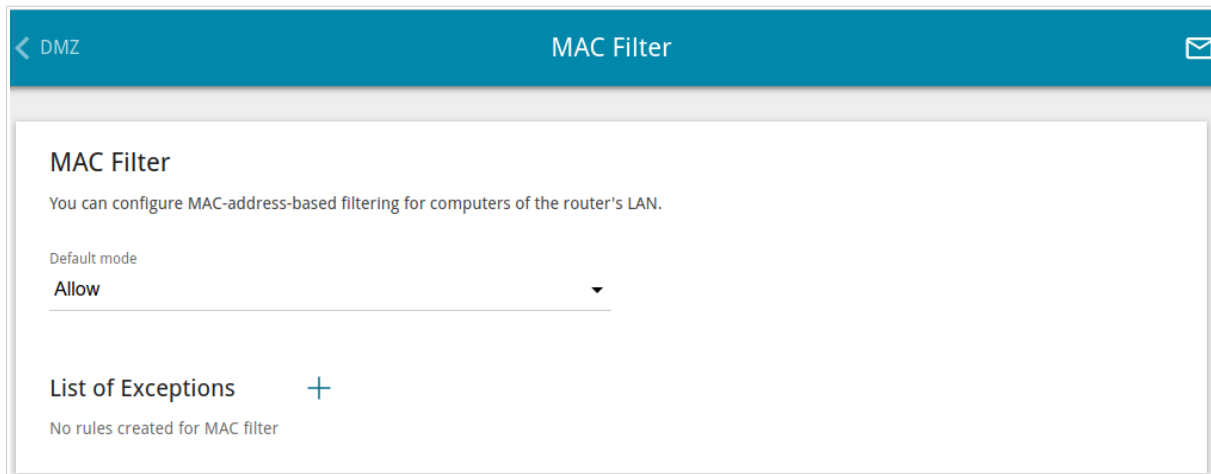 DMZ
MAC Filter
MAC Filter
You can configure MAC-address-based filtering for computers of the router's LAN.
Default mode
Allow
List of Exceptions
No rules created for MAC filter